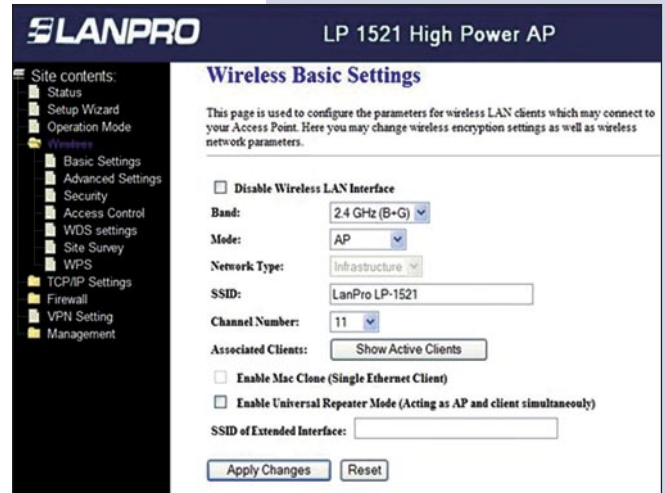 LANPRO
LP 1521 High Power AP
Site contents:
Status
Setup Wizard
Operation Mode
Wireless
Basic Settings
Advanced Settings
Security
Access Control
WDS settings
Site Survey
WPS
TCP/IP Settings
Firewall
VPN Setting
Management
Wireless Basic Settings
This page is used to configure the parameters for wireless LAN clients which may connect to
your Access Point. Here you may change wireless encryption settings as well as wireless
network parameters.
Disable Wireless LAN Interface
Band: 2.4 GHz (B+G)
Mode: AP
Network Type: Infrastructure
SSID: LanPro LP-1521
Channel Number: 11
Associated Clients: Show Active Clients
Enable Mac Clone (Single Ethernet Client)
Enable Universal Repeater Mode (Acting as AP and client simultaneouly)
SSID of Extended Interface:
Apply Changes Reset